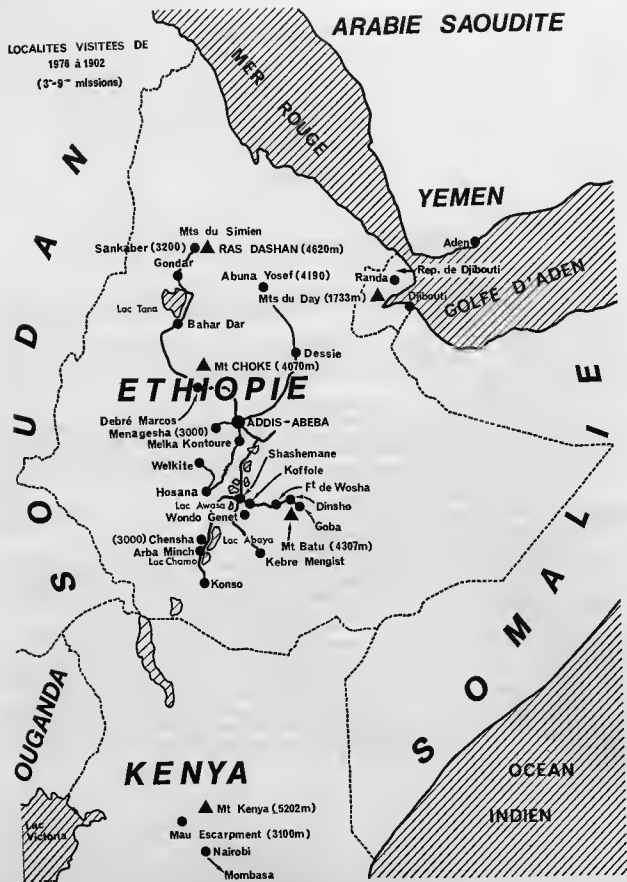 LOCALITES VISITEES DE
1976 à 1902
(3e-9me missions)
ARABIE SAOUDITE
MER ROUGE
YEMEN
Aden
GOLFE D'ADEN
SOUDAN
Mts du Simien
Sankaber (3200)
RAS DASHAN (4620m)
Gondar
Abuna Yosef (4190)
Randa
Rep. de Djibouti
Mts du Day (1733m)
Djibouti
Lac Tana
Bahar Dar
Dessie
Mt CHOKE (4070m)
ETHIOPIE
Debré Marcos
ADDIS-ABEBA
Menagesha (3000)
Melka Kontoure
Shashemane
Welkite
Koffole
Ft de Wosha
Hosana
Dinsho
Lac Awasa
Goba
Wondo Genet
Mt Batu (4307m)
(3000) Chensha
Lac Abaya
Arba Minch
Kebre Mengist
Lac Chamo
Konso
SOMALIE
OUGANDA
KENYA
OCEAN
INDIEN
Mt Kenya (5202m)
Lac
Victoria
Mau Escarpment (3100m)
Nairobi
Mombasa